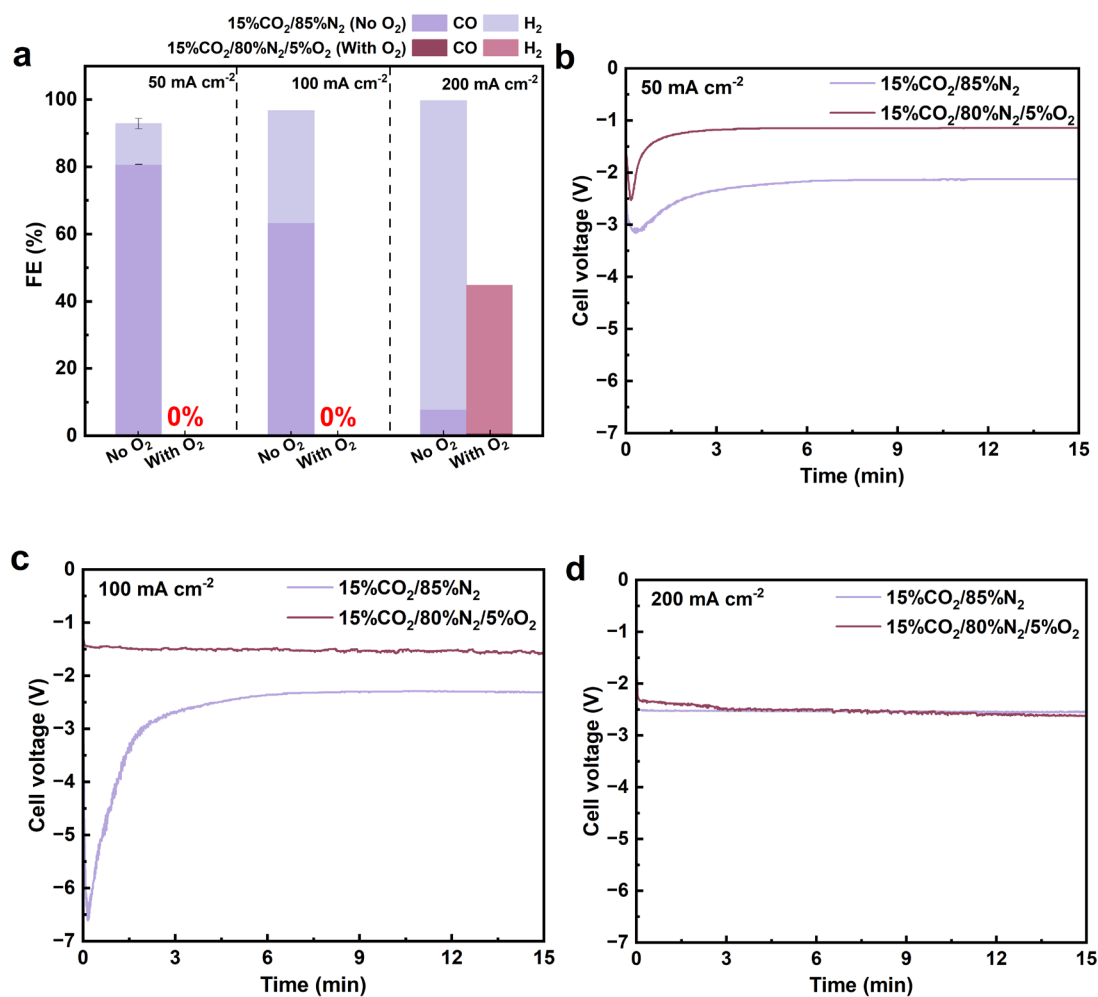 15%CO₂/85%N₂ (No O₂) CO H₂
15%CO₂/80%N₂/5%O₂ (With O₂) CO H₂
a
50 mA cm⁻² 100 mA cm⁻² 200 mA cm⁻²
FE (%)
100
80
60
40
20
0
0% 0%
No O₂ With O₂ No O₂ With O₂ No O₂ With O₂
b
50 mA cm⁻²
15%CO₂/85%N₂
15%CO₂/80%N₂/5%O₂
Cell voltage (V)
0
−1
−2
−3
−4
−5
−6
−7
0 3 6 9 12 15
Time (min)
c
100 mA cm⁻²
15%CO₂/85%N₂
15%CO₂/80%N₂/5%O₂
Cell voltage (V)
0
−1
−2
−3
−4
−5
−6
−7
0 3 6 9 12 15
Time (min)
d
200 mA cm⁻²
15%CO₂/85%N₂
15%CO₂/80%N₂/5%O₂
Cell voltage (V)
0
−1
−2
−3
−4
−5
−6
−7
0 3 6 9 12 15
Time (min)